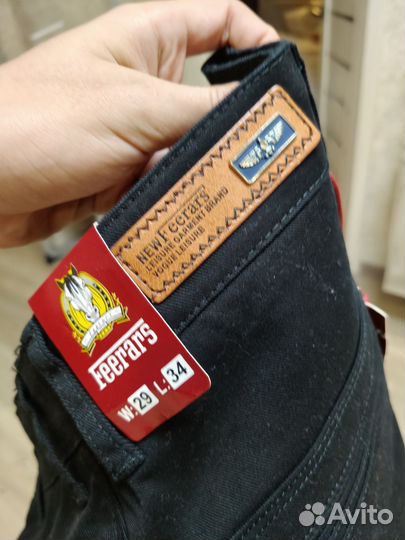 NEW Feerars
LEISURE GARMENT BRAND
VOGUE LEISURE
Feerars
W: 29 L: 34
Avito